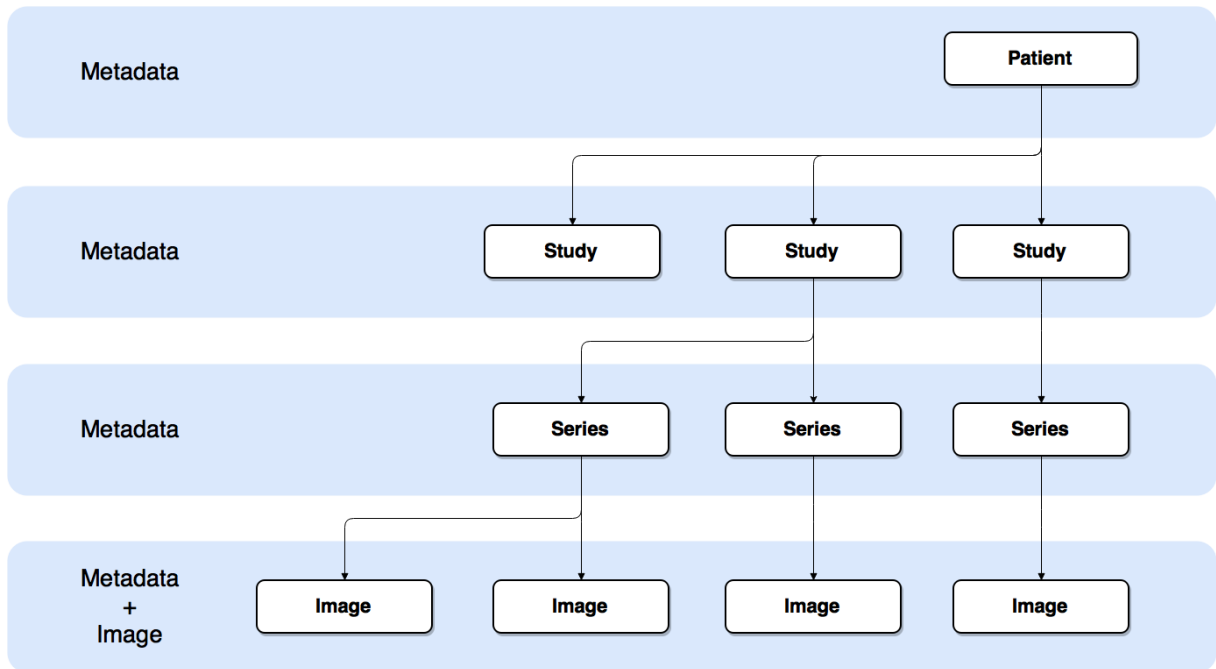 Metadata
Patient
Metadata
Study
Study
Study
Metadata
Series
Series
Series
Metadata
+
Image
Image
Image
Image
Image